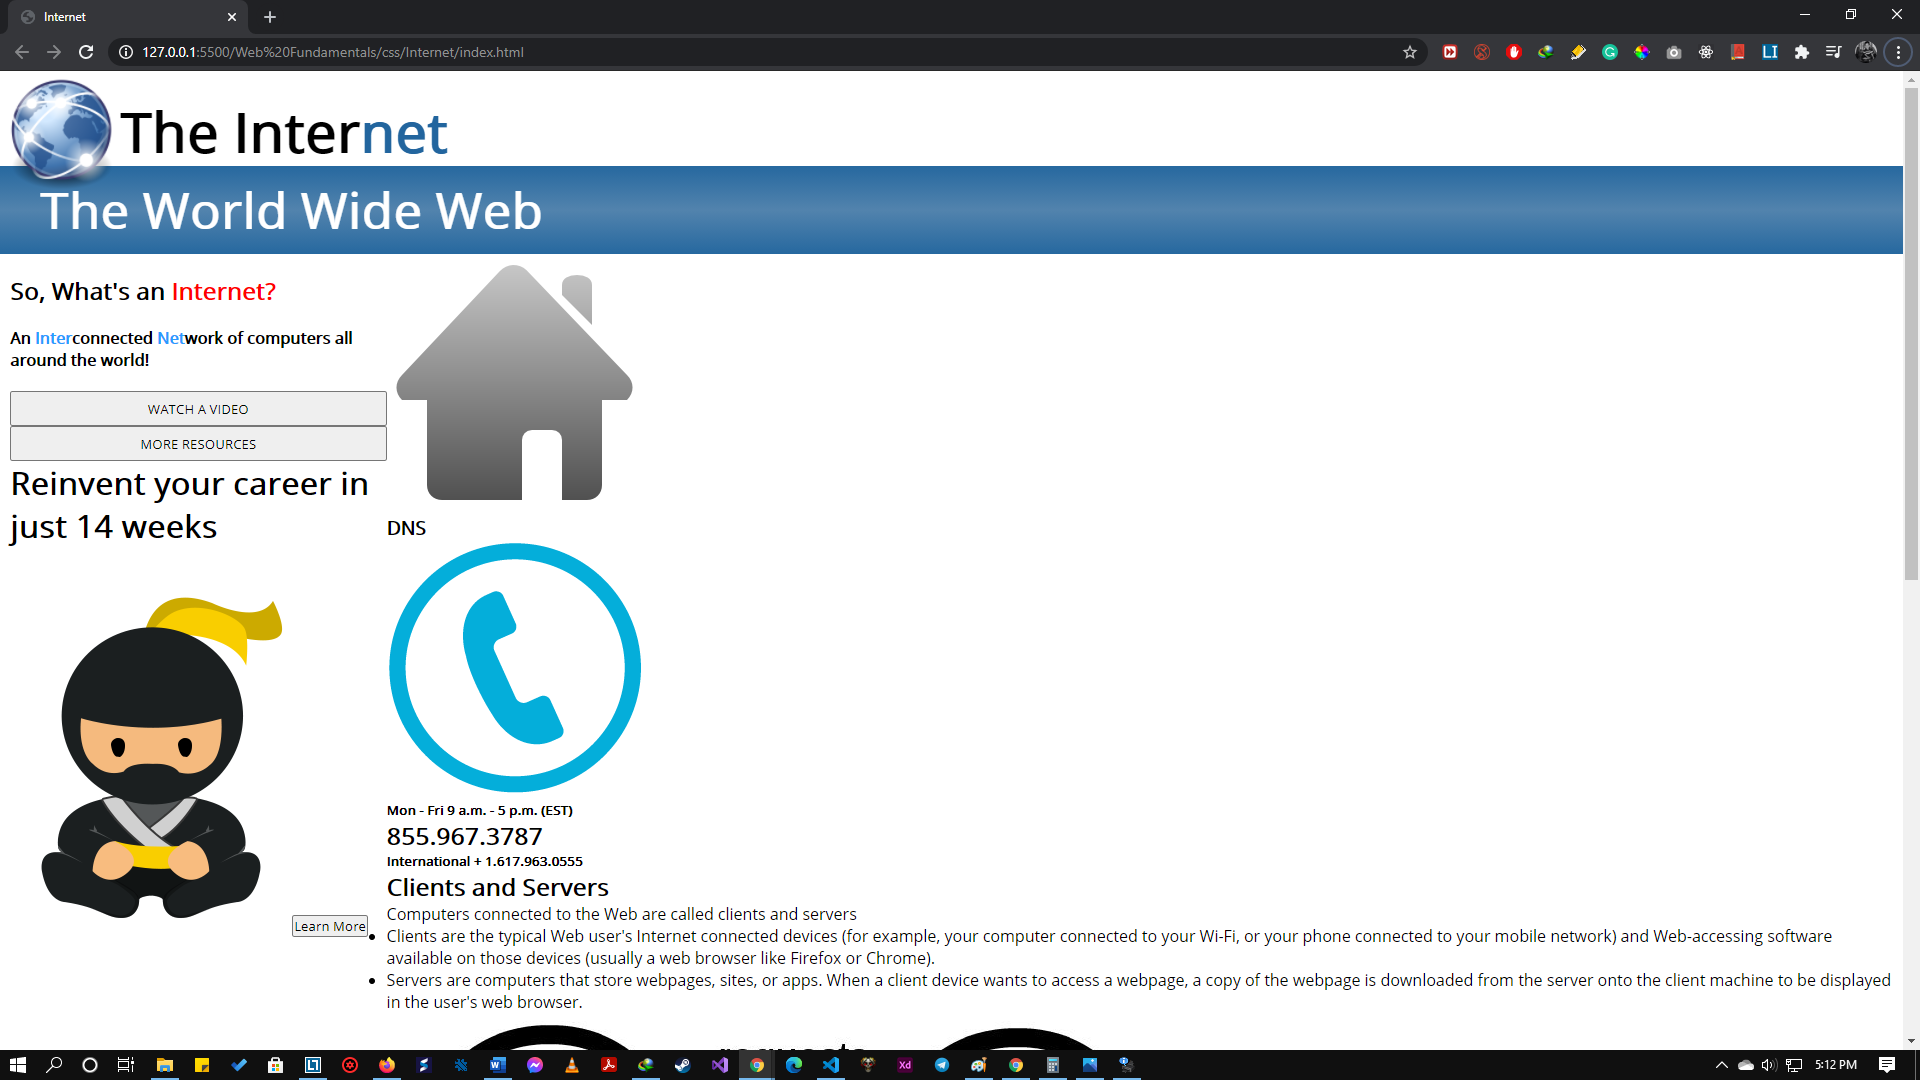 Internet
127.0.0.1:5500/Web%20Fundamentals/css/Internet/index.html
LI
The Internet
The World Wide Web
So, What's an Internet?
An Interconnected Network of computers all
around the world!
WATCH A VIDEO
MORE RESOURCES
Reinvent your career in
just 14 weeks
Learn More
DNS
Mon - Fri 9 a.m. - 5 p.m. (EST)
855.967.3787
International + 1.617.963.0555
Clients and Servers
Computers connected to the Web are called clients and servers
Clients are the typical Web user's Internet connected devices (for example, your computer connected to your Wi-Fi, or your phone connected to your mobile network) and Web-accessing software
available on those devices (usually a web browser like Firefox or Chrome).
Servers are computers that store webpages, sites, or apps. When a client device wants to access a webpage, a copy of the webpage is downloaded from the server onto the client machine to be displayed
in the user's web browser.
requests
Xd
5:12 PM